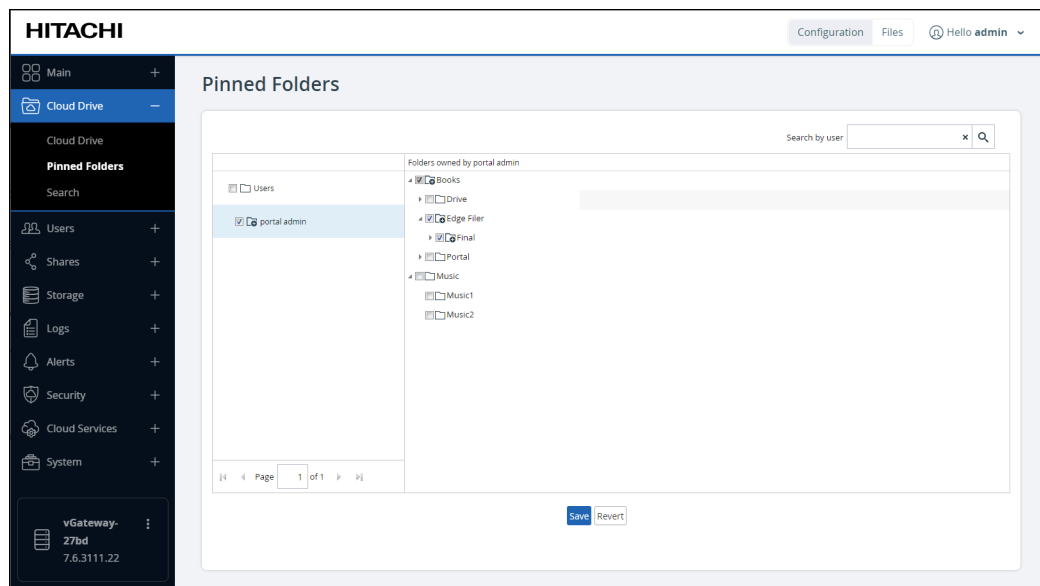 HITACHI
Configuration Files Hello admin
Main
Cloud Drive
Cloud Drive
Pinned Folders
Search
Users
Shares
Storage
Logs
Alerts
Security
Cloud Services
System
vGateway-
27bd
7.6.3111.22
Pinned Folders
Search by user
Users
portal admin
Page 1 of 1
Folders owned by portal admin
Books
Drive
Edge Filer
Final
Portal
Music
Music1
Music2
Save Revert